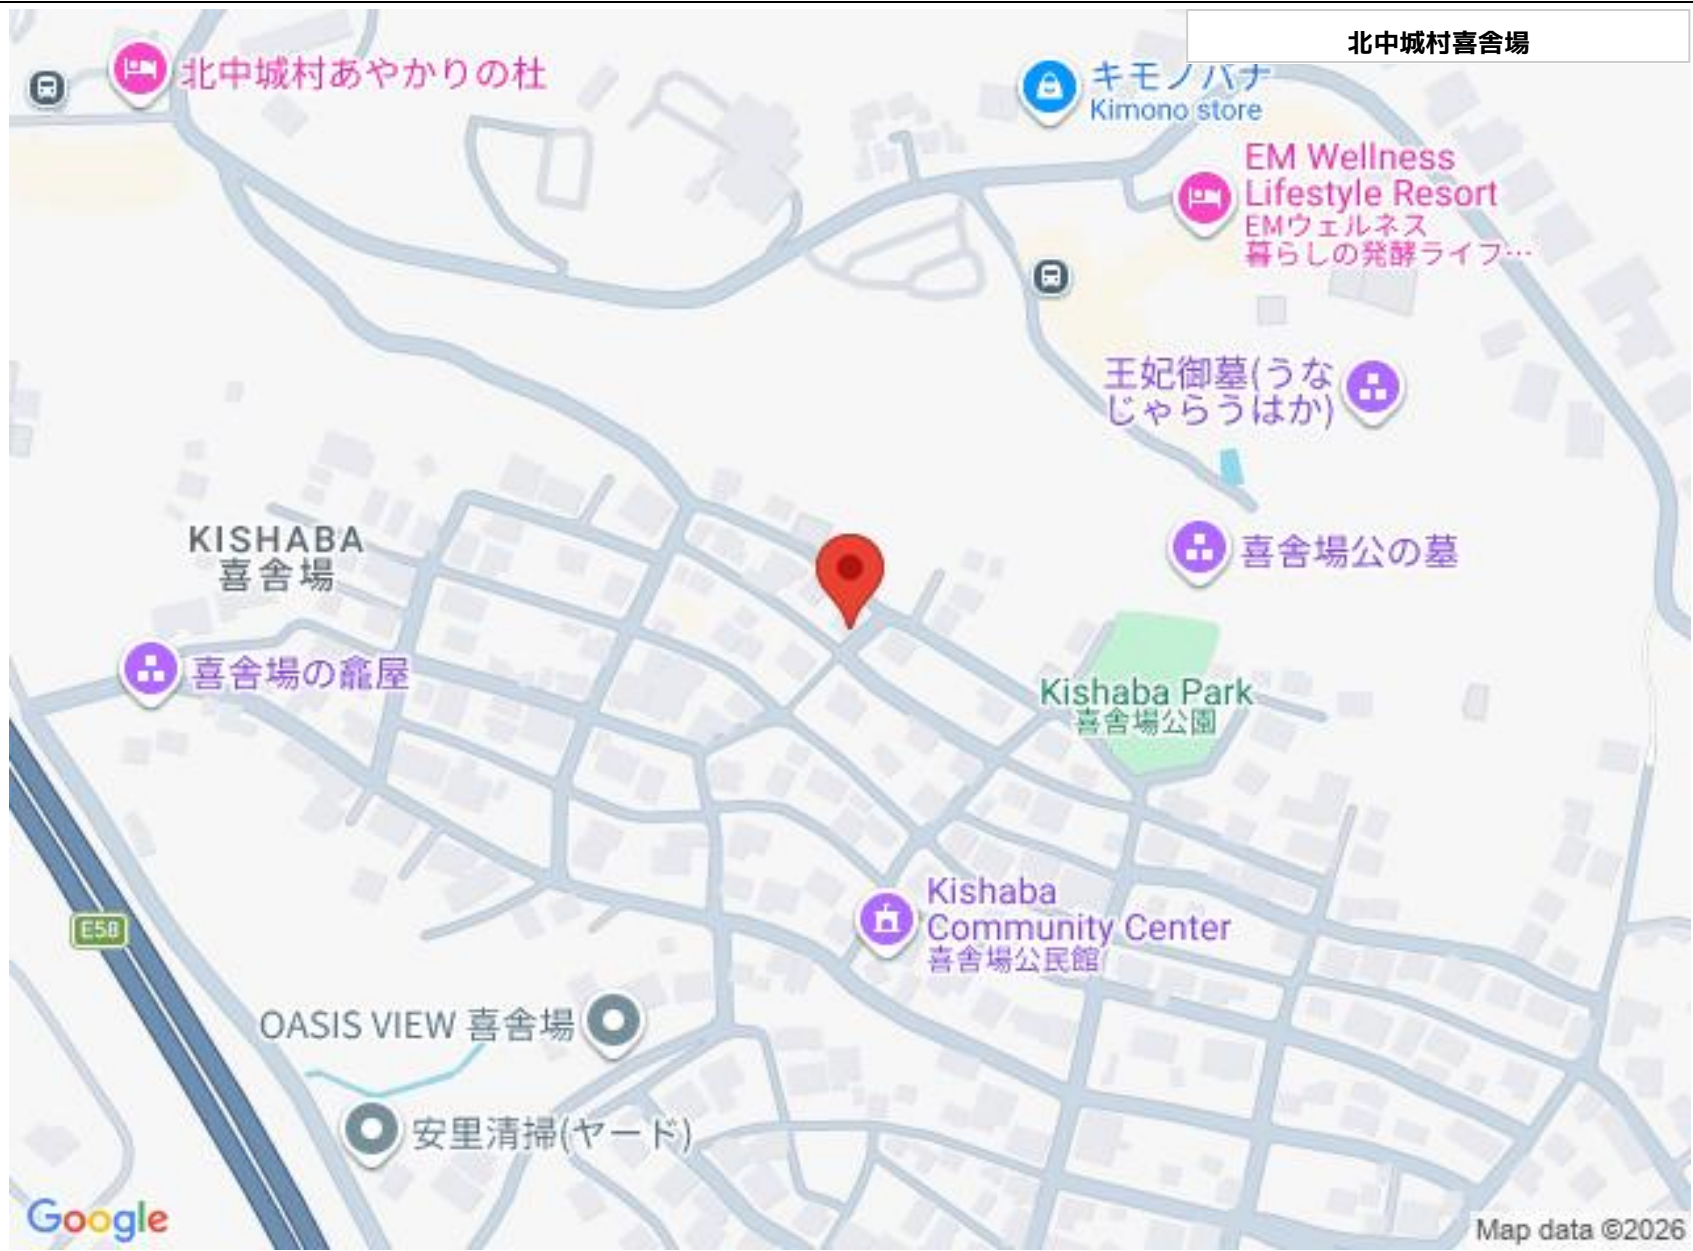 北中城村喜舎場
北中城村あやかりの杜
キモノハナ
Kimono store
EM Wellness
Lifestyle Resort
EMウェルネス
暮らしの発酵ライフ…
王妃御墓(うな
じゃらうはか)
KISHABA
喜舎場
喜舎場公の墓
喜舎場の龕屋
Kishaba Park
喜舎場公園
Kishaba
Community Center
喜舎場公民館
E58
OASIS VIEW 喜舎場
安里清掃(ヤード)
Google
Map data ©2026